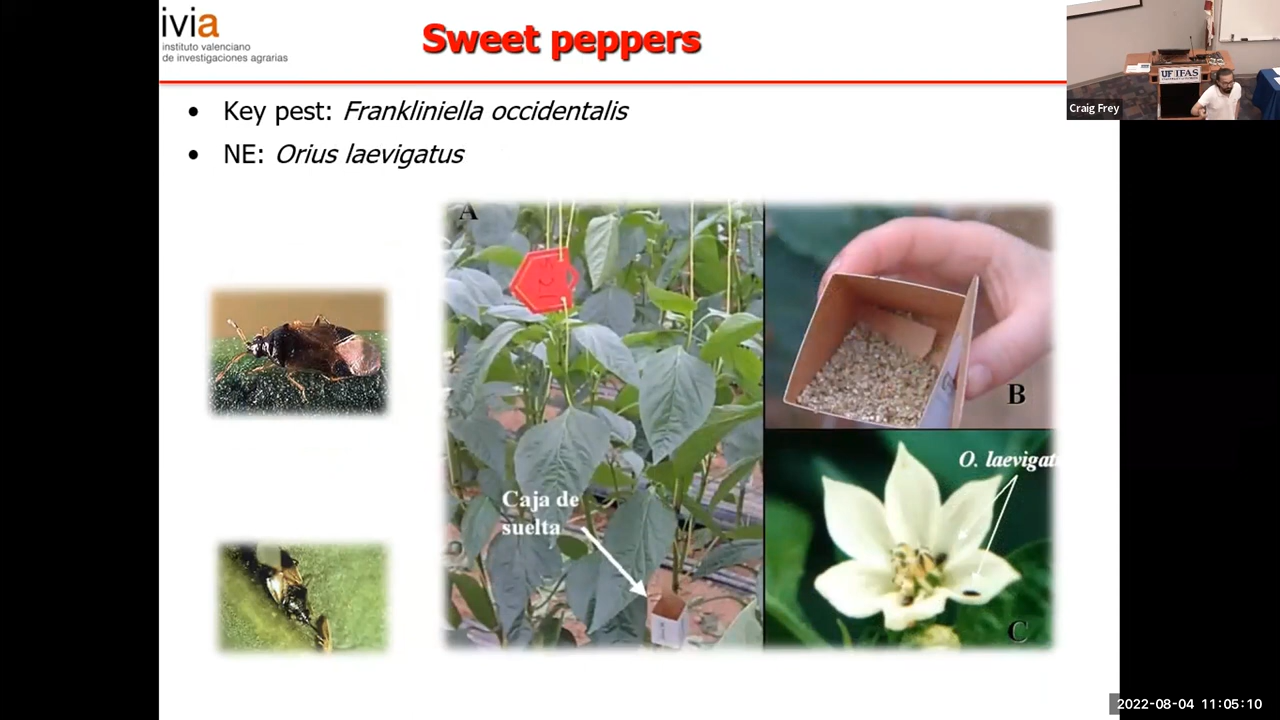 ivia
instituto valenciano
de investigaciones agrarias
Sweet peppers
• Key pest: Frankliniella occidentalis
• NE: Orius laevigatus
A
Caja de
suelta
B
O. laevigat
C
UF IFAS
Craig Frey
2022-08-04 11:05:10